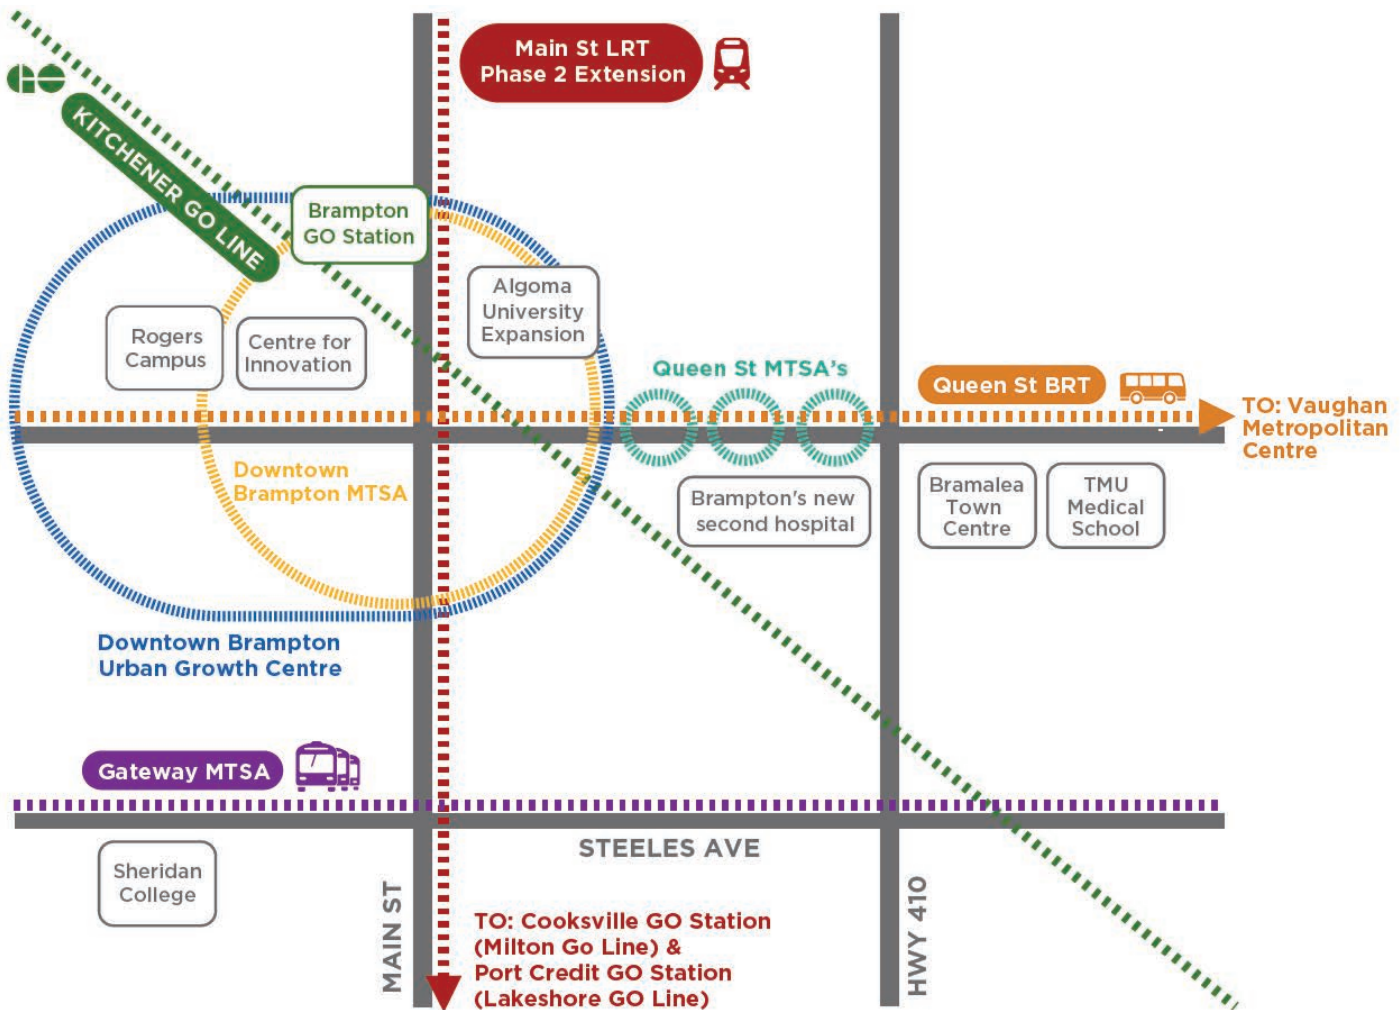 Main St LRT
Phase 2 Extension
GO
KITCHENER GO LINE
Brampton
GO Station
Algoma
University
Expansion
Rogers
Campus
Centre for
Innovation
Queen St MTSA's
Queen St BRT
TO: Vaughan
Metropolitan
Centre
Downtown
Brampton MTSA
Brampton's new
second hospital
Bramalea
Town
Centre
TMU
Medical
School
Downtown Brampton
Urban Growth Centre
Gateway MTSA
STEELES AVE
Sheridan
College
MAIN ST
TO: Cooksville GO Station
(Milton Go Line) &
Port Credit GO Station
(Lakeshore GO Line)
HWY 410